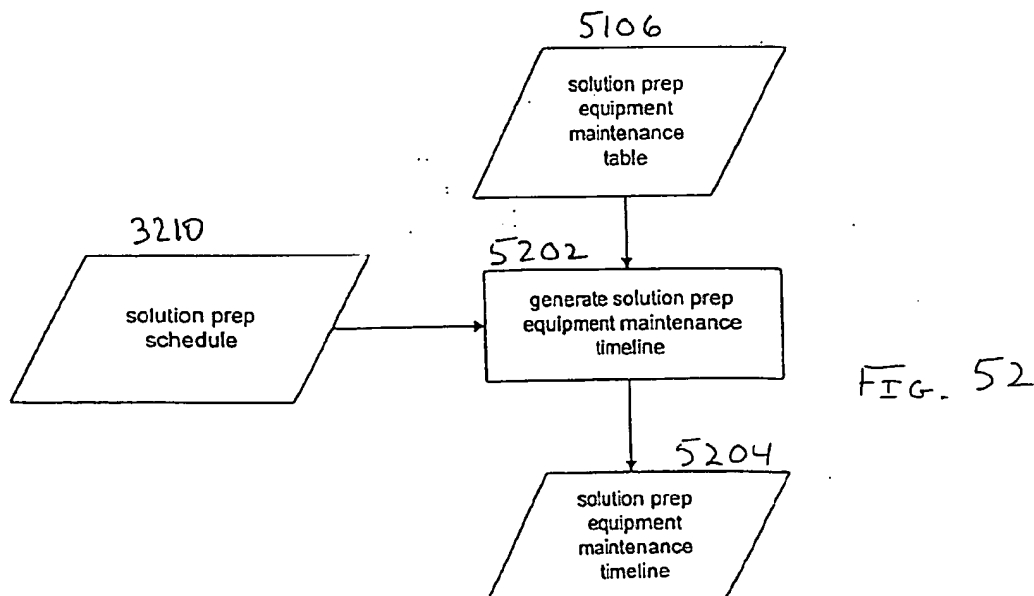 5106
solution prep
equipment
maintenance
table
3210
solution prep
schedule
5202
generate solution prep
equipment maintenance
timeline
FIG. 52
5204
solution prep
equipment
maintenance
timeline